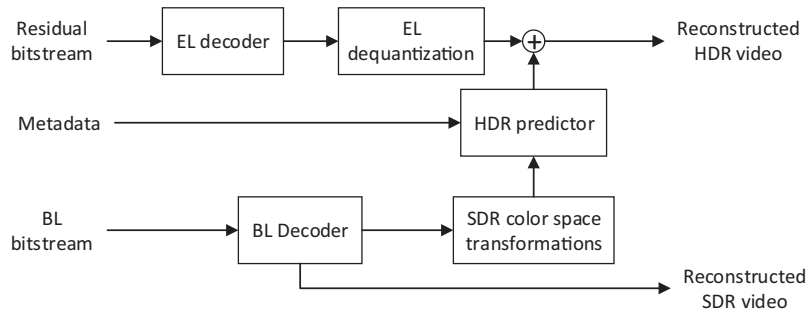 Residual
bitstream
EL decoder
EL
dequantization
+
Reconstructed
HDR video
Metadata
HDR predictor
BL
bitstream
BL Decoder
SDR color space
transformations
Reconstructed
SDR video